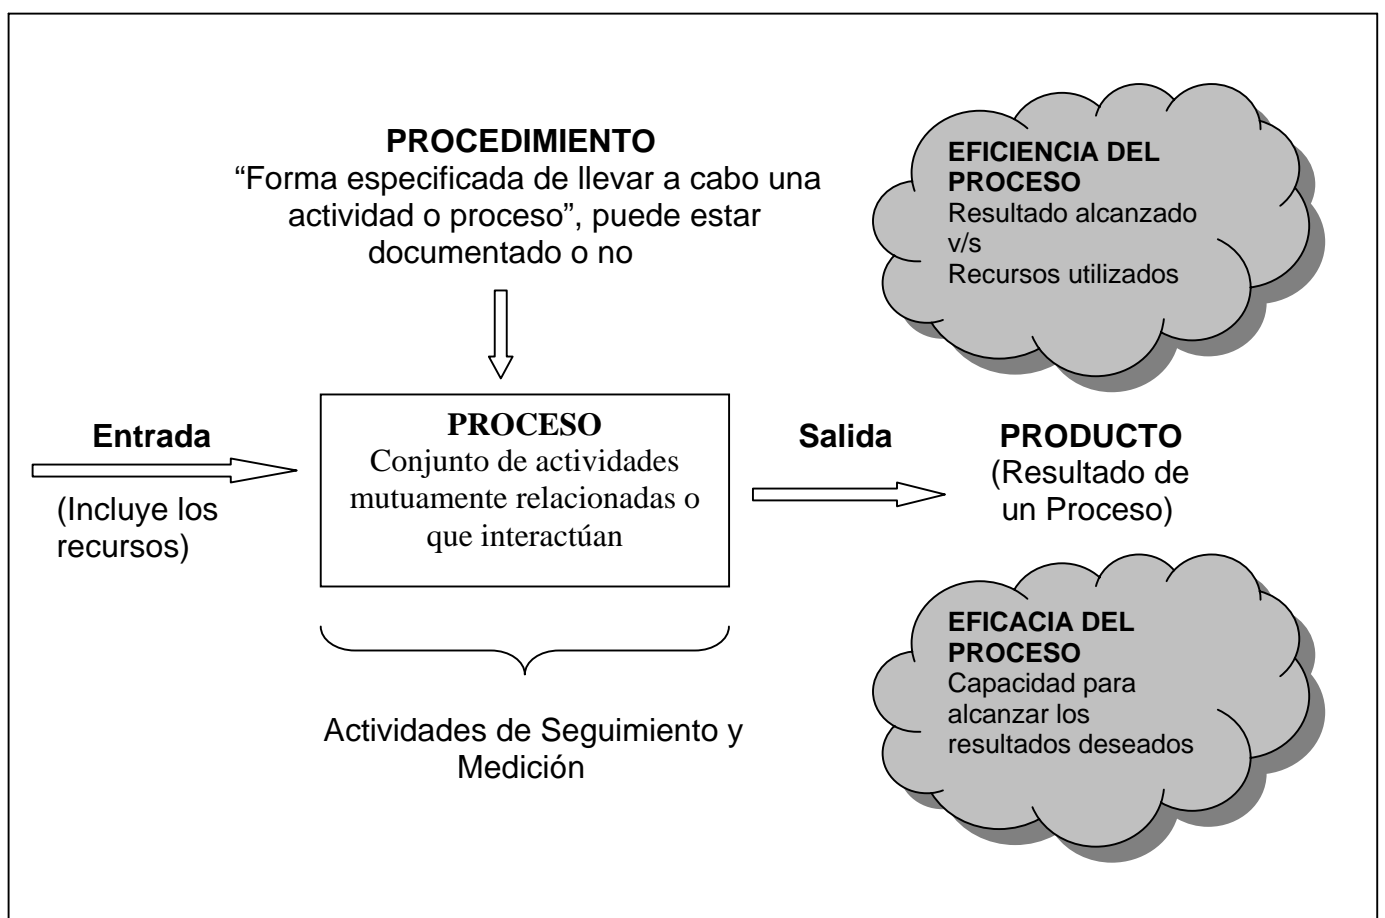 PROCEDIMIENTO
“Forma especificada de llevar a cabo una
actividad o proceso”, puede estar
documentado o no
EFICIENCIA DEL
PROCESO
Resultado alcanzado
v/s
Recursos utilizados
Entrada
(Incluye los
recursos)
PROCESO
Conjunto de actividades
mutuamente relacionadas o
que interactúan
Salida
PRODUCTO
(Resultado de
un Proceso)
Actividades de Seguimiento y
Medición
EFICACIA DEL
PROCESO
Capacidad para
alcanzar los
resultados deseados